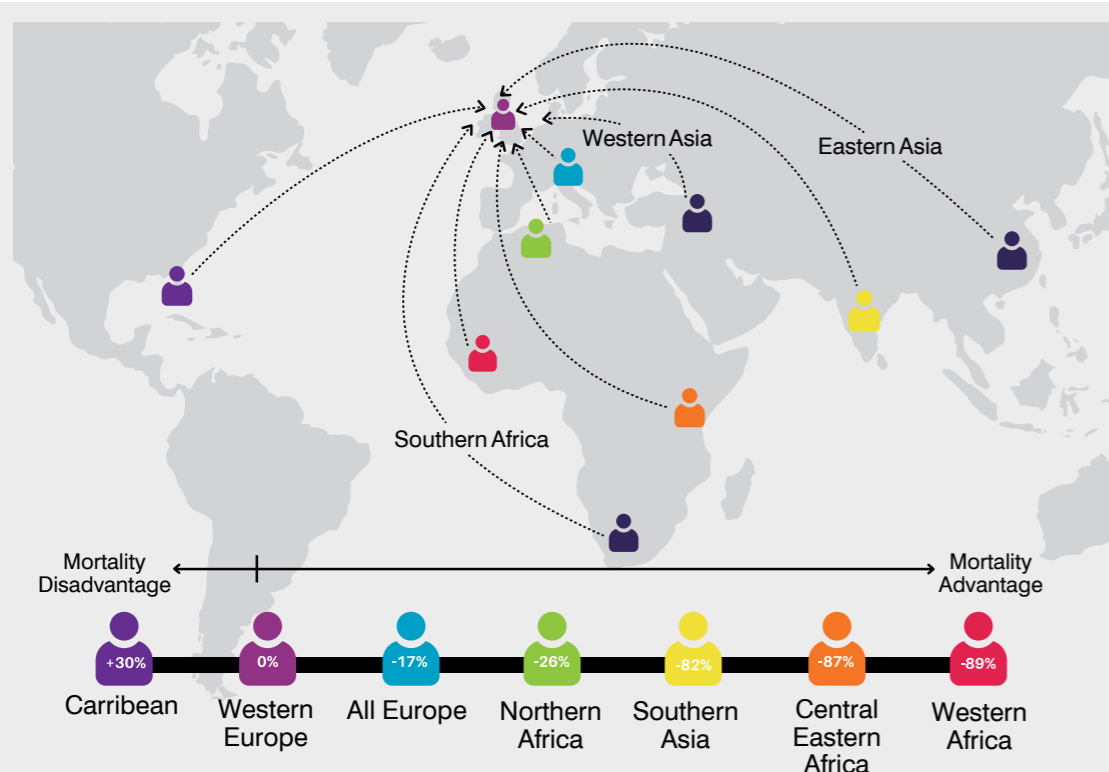 Western Asia
Eastern Asia
Southern Africa
Mortality
Disadvantage
Mortality
Advantage
+30%
0%
-17%
-26%
-82%
-87%
-89%
Carribean
Western
Europe
All Europe
Northern
Africa
Southern
Asia
Central
Eastern
Africa
Western
Africa